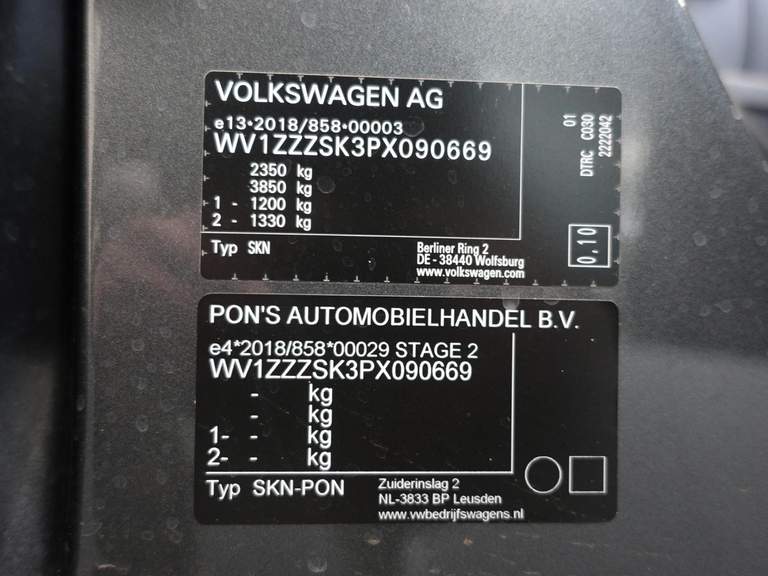 VOLKSWAGEN AG
e13*2018/858*00003
WV1ZZZSK3PX090669
2350 kg
3850 kg
1 - 1200 kg
2 - 1330 kg
Typ SKN
Berliner Ring 2
DE - 38440 Wolfsburg
www.volkswagen.com
01
DTRC C030
2222042
0,10
PON'S AUTOMOBIELHANDEL B.V.
e4*2018/858*00029 STAGE 2
WV1ZZZSK3PX090669
- kg
- kg
1- - kg
2- - kg
Typ SKN-PON
Zuiderinslag 2
NL-3833 BP Leusden
www.vwbedrijfswagens.nl